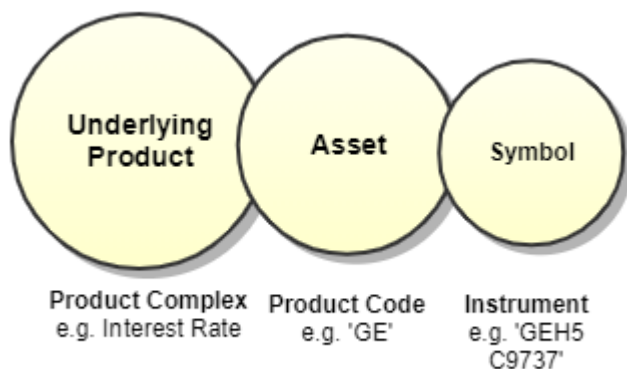 Underlying
Product
Asset
Symbol
Product Complex
e.g. Interest Rate
Product Code
e.g. 'GE'
Instrument
e.g. 'GEH5
C9737'